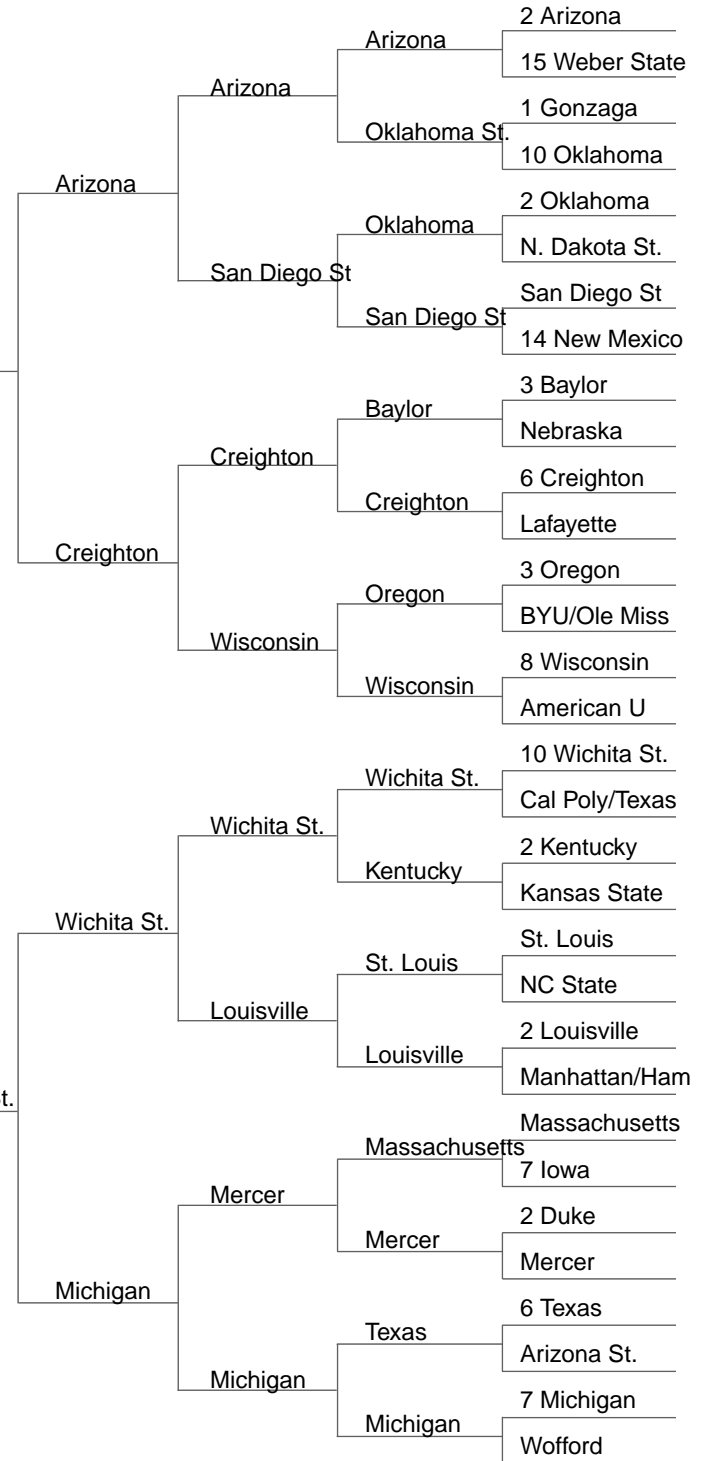 2 Arizona
Arizona
15 Weber State
Arizona
1 Gonzaga
Oklahoma St.
10 Oklahoma
Arizona
2 Oklahoma
Oklahoma
N. Dakota St.
San Diego St
San Diego St
San Diego St
14 New Mexico
3 Baylor
Baylor
Nebraska
Creighton
6 Creighton
Creighton
Lafayette
Creighton
3 Oregon
Oregon
BYU/Ole Miss
Wisconsin
8 Wisconsin
Wisconsin
American U
10 Wichita St.
Wichita St.
Cal Poly/Texas
Wichita St.
2 Kentucky
Kentucky
Kansas State
Wichita St.
St. Louis
St. Louis
NC State
Louisville
2 Louisville
Louisville
Manhattan/Ham
t.
Massachusetts
Massachusetts
7 Iowa
Mercer
2 Duke
Mercer
Mercer
Michigan
6 Texas
Texas
Arizona St.
Michigan
7 Michigan
Michigan
Wofford